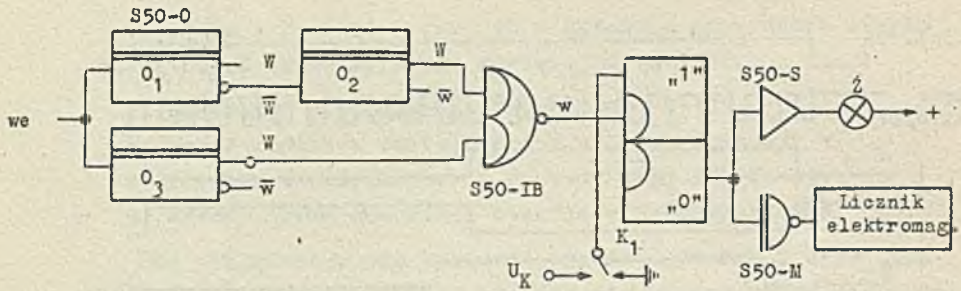 S50-O
O1
W
W̅
O2
W
w̅
we
O3
W
w̅
S50-IB
w
„1"
„0"
K1
UK
S50-S
Ż
+
S50-M
Licznik
elektromag.